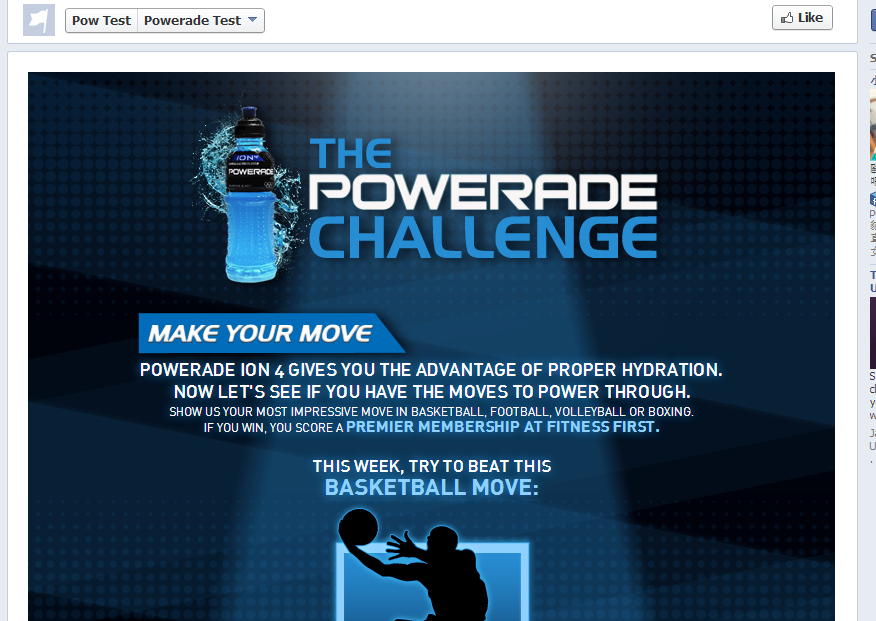 Pow Test
Powerade Test
Like
ION4
POWERADE
THE
POWERADE
CHALLENGE
MAKE YOUR MOVE
POWERADE ION 4 GIVES YOU THE ADVANTAGE OF PROPER HYDRATION.
NOW LET'S SEE IF YOU HAVE THE MOVES TO POWER THROUGH.
SHOW US YOUR MOST IMPRESSIVE MOVE IN BASKETBALL, FOOTBALL, VOLLEYBALL OR BOXING.
IF YOU WIN, YOU SCORE A PREMIER MEMBERSHIP AT FITNESS FIRST.
THIS WEEK, TRY TO BEAT THIS
BASKETBALL MOVE: